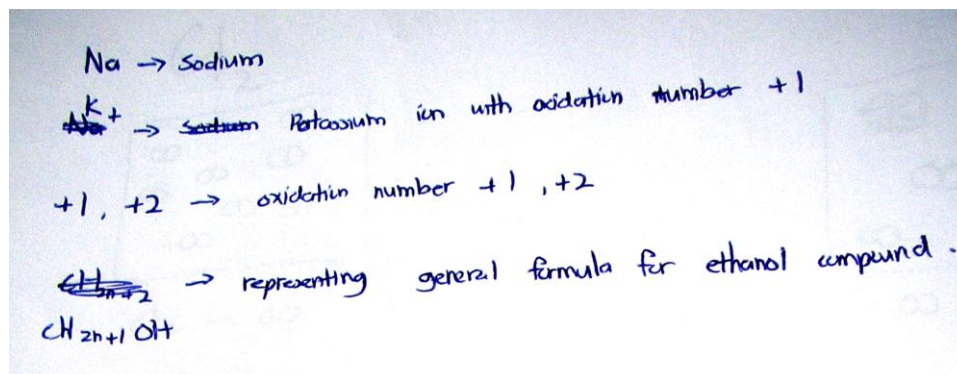 Na → Sodium
K+ → Potassium ion with oxidation number +1
+1, +2 → oxidation number +1, +2
→ representing general formula for ethanol compound.
CH2n+1 OH